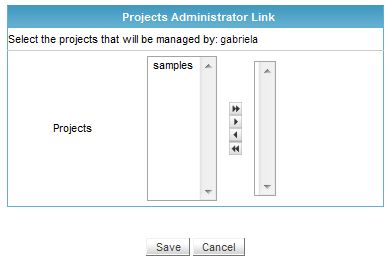 Projects Administrator Link
Select the projects that will be managed by: gabriela
samples
Projects
Save
Cancel